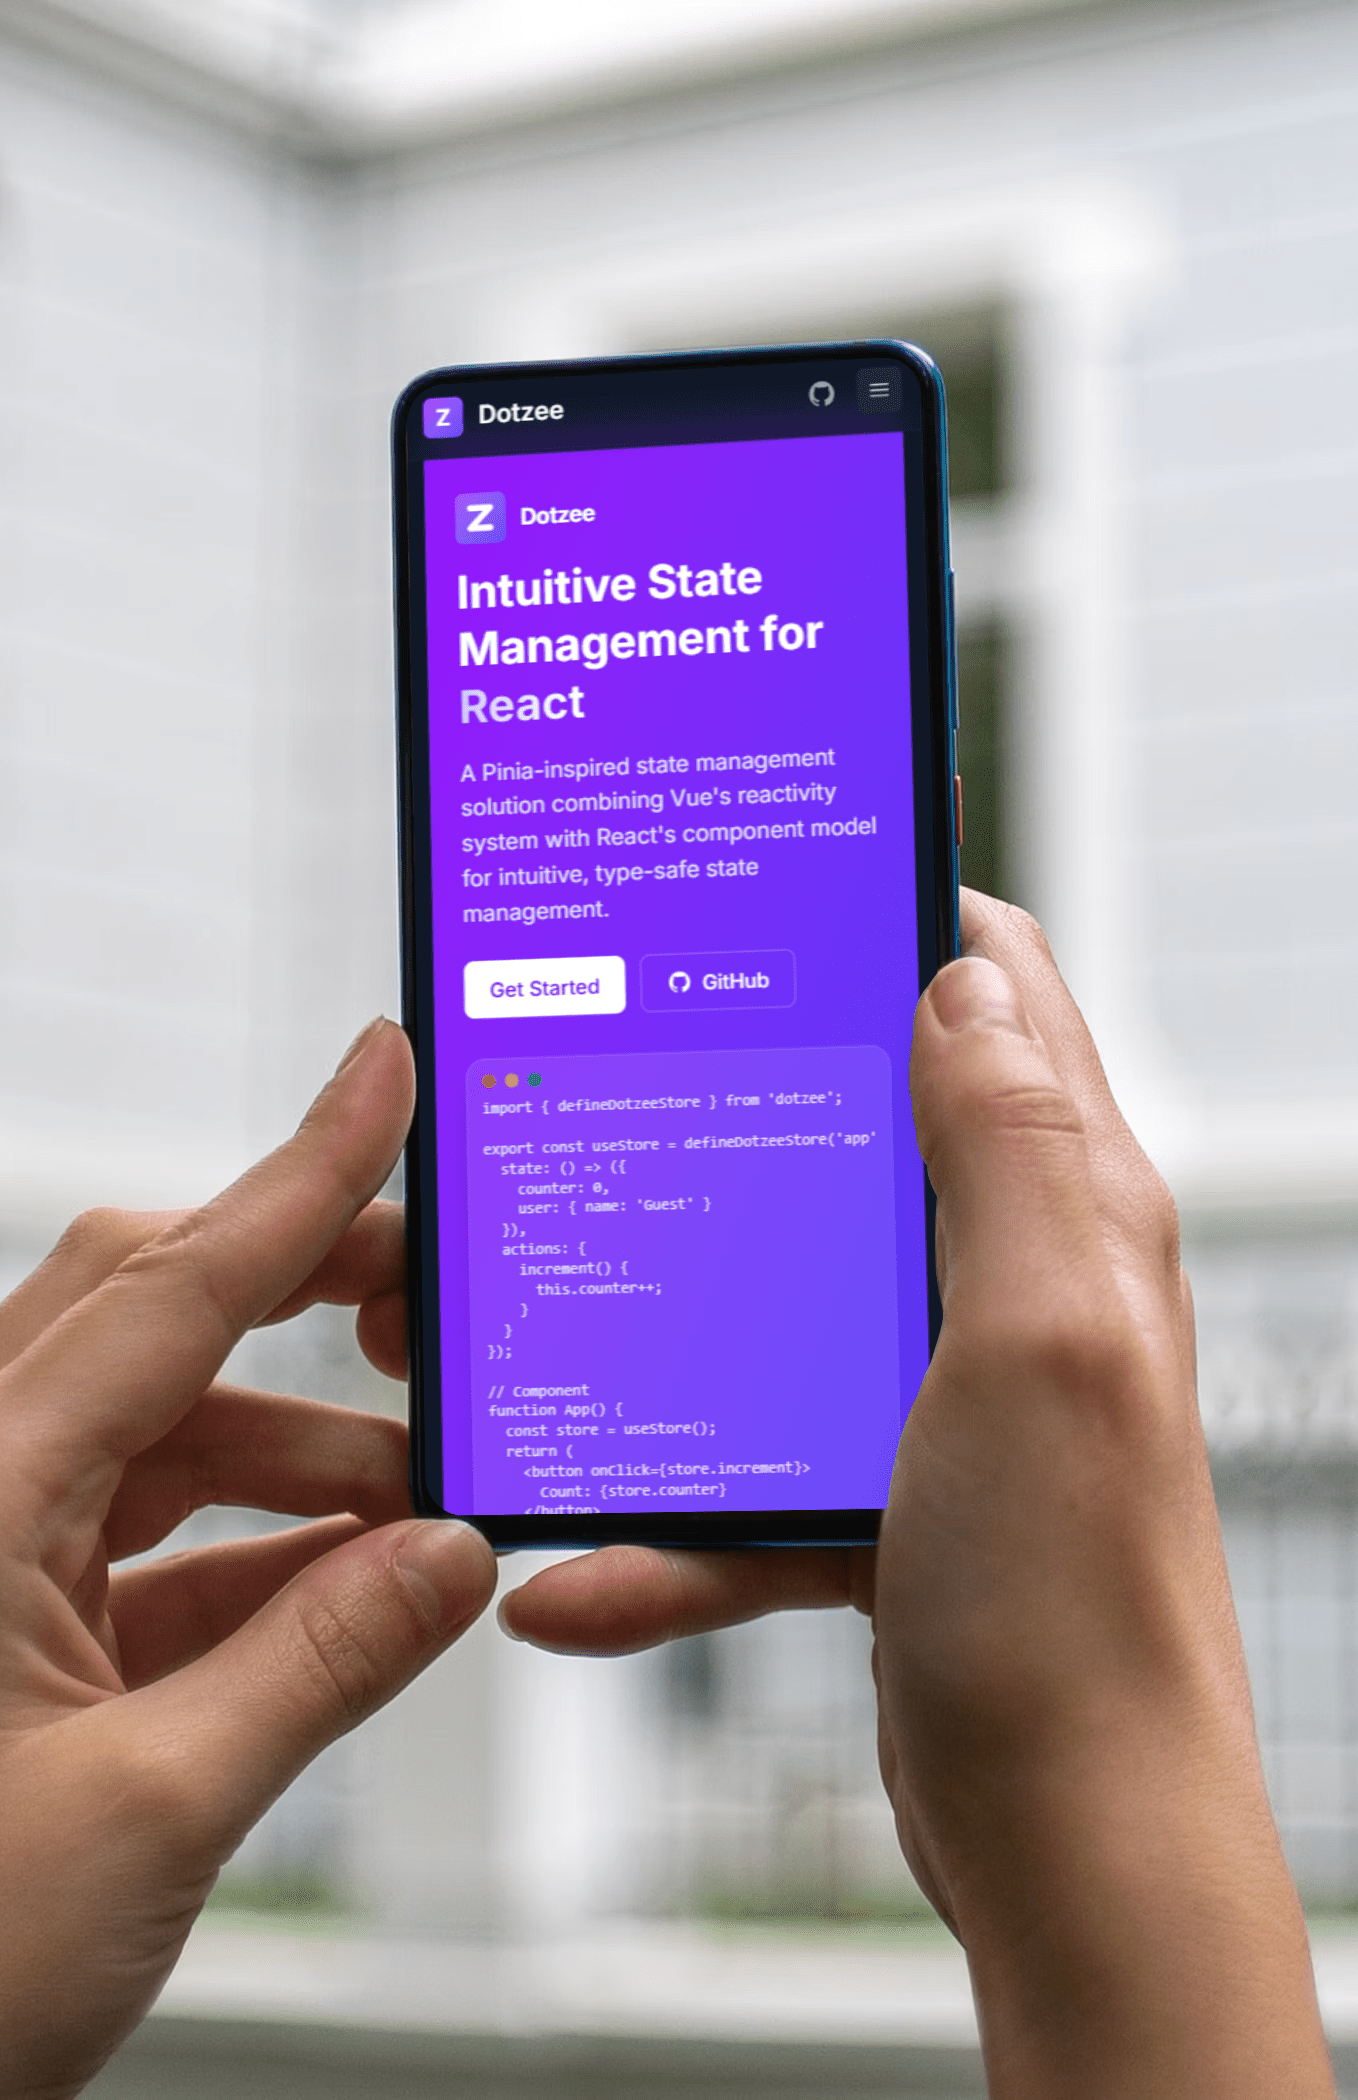 Z Dotzee
Z Dotzee
Intuitive State
Management for
React
A Pinia-inspired state management
solution combining Vue's reactivity
system with React's component model
for intuitive, type-safe state
management.
Get Started GitHub
import { defineDotzeeStore } from 'dotzee';
export const useStore = defineDotzeeStore('app'
  state: () => ({
    counter: 0,
    user: { name: 'Guest' }
  }),
  actions: {
    increment() {
      this.counter++;
    }
  }
});
// Component
function App() {
  const store = useStore();
  return (
    <button onClick={store.increment}>
      Count: {store.counter}
    </button>